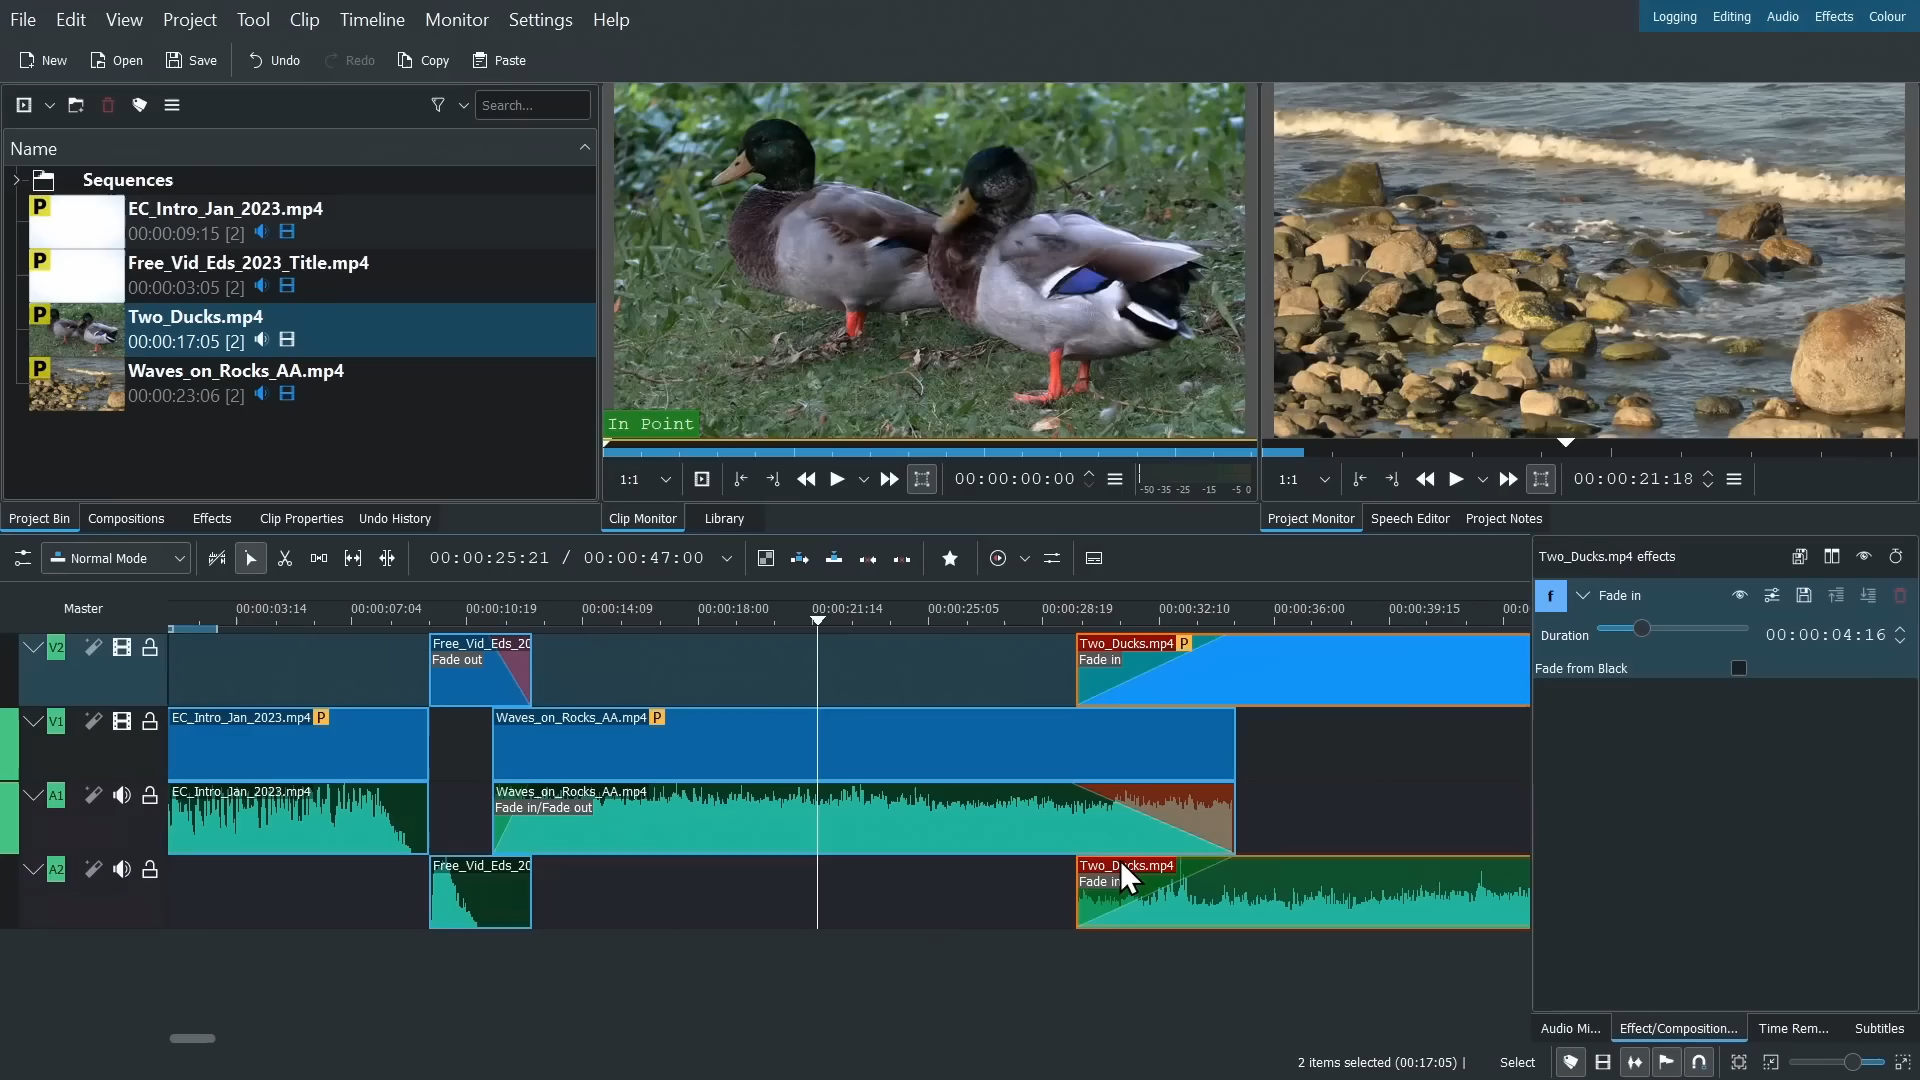 File Edit View Project Tool Clip Timeline Monitor Settings Help
Logging Editing Audio Effects Colour
New Open Save Undo Redo Copy Paste
Search...
Name
Sequences
P EC_Intro_Jan_2023.mp4
00:00:09:15 [2]
P Free_Vid_Eds_2023_Title.mp4
00:00:03:05 [2]
P Two_Ducks.mp4
00:00:17:05 [2]
P Waves_on_Rocks_AA.mp4
00:00:23:06 [2]
In Point
1:1 00:00:00:00 -50 -35 -25 -15 -5 0
1:1 00:00:21:18
Project Bin Compositions Effects Clip Properties Undo History
Clip Monitor Library
Project Monitor Speech Editor Project Notes
Normal Mode 00:00:25:21 / 00:00:47:00
Master 00:00:03:14 00:00:07:04 00:00:10:19 00:00:14:09 00:00:18:00 00:00:21:14 00:00:25:05 00:00:28:19 00:00:32:10 00:00:36:00 00:00:39:15 00:0
V2 Free_Vid_Eds_20 Two_Ducks.mp4 P
Fade out Fade in
V1 EC_Intro_Jan_2023.mp4 P Waves_on_Rocks_AA.mp4 P
A1 EC_Intro_Jan_2023.mp4 Waves_on_Rocks_AA.mp4
Fade in/Fade out
A2 Free_Vid_Eds_20 Two_Ducks.mp4
Fade in
Two_Ducks.mp4 effects
f Fade in
Duration 00:00:04:16
Fade from Black
Audio Mi... Effect/Composition... Time Rem... Subtitles
2 items selected (00:17:05) | Select